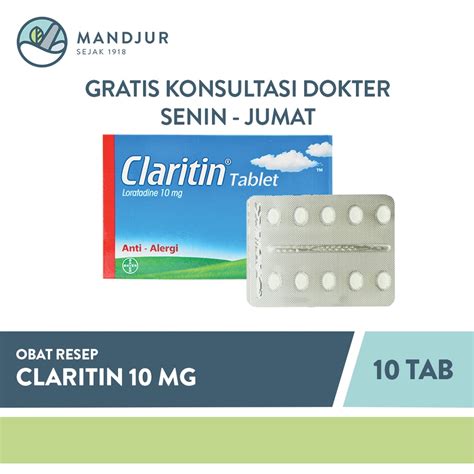 MANDJUR
SEJAK 1918
GRATIS KONSULTASI DOKTER
SENIN - JUMAT
Claritin® Tablet
™
Loratadine 10 mg
Anti - Alergi
BAYER
OBAT RESEP
CLARITIN 10 MG
10 TAB